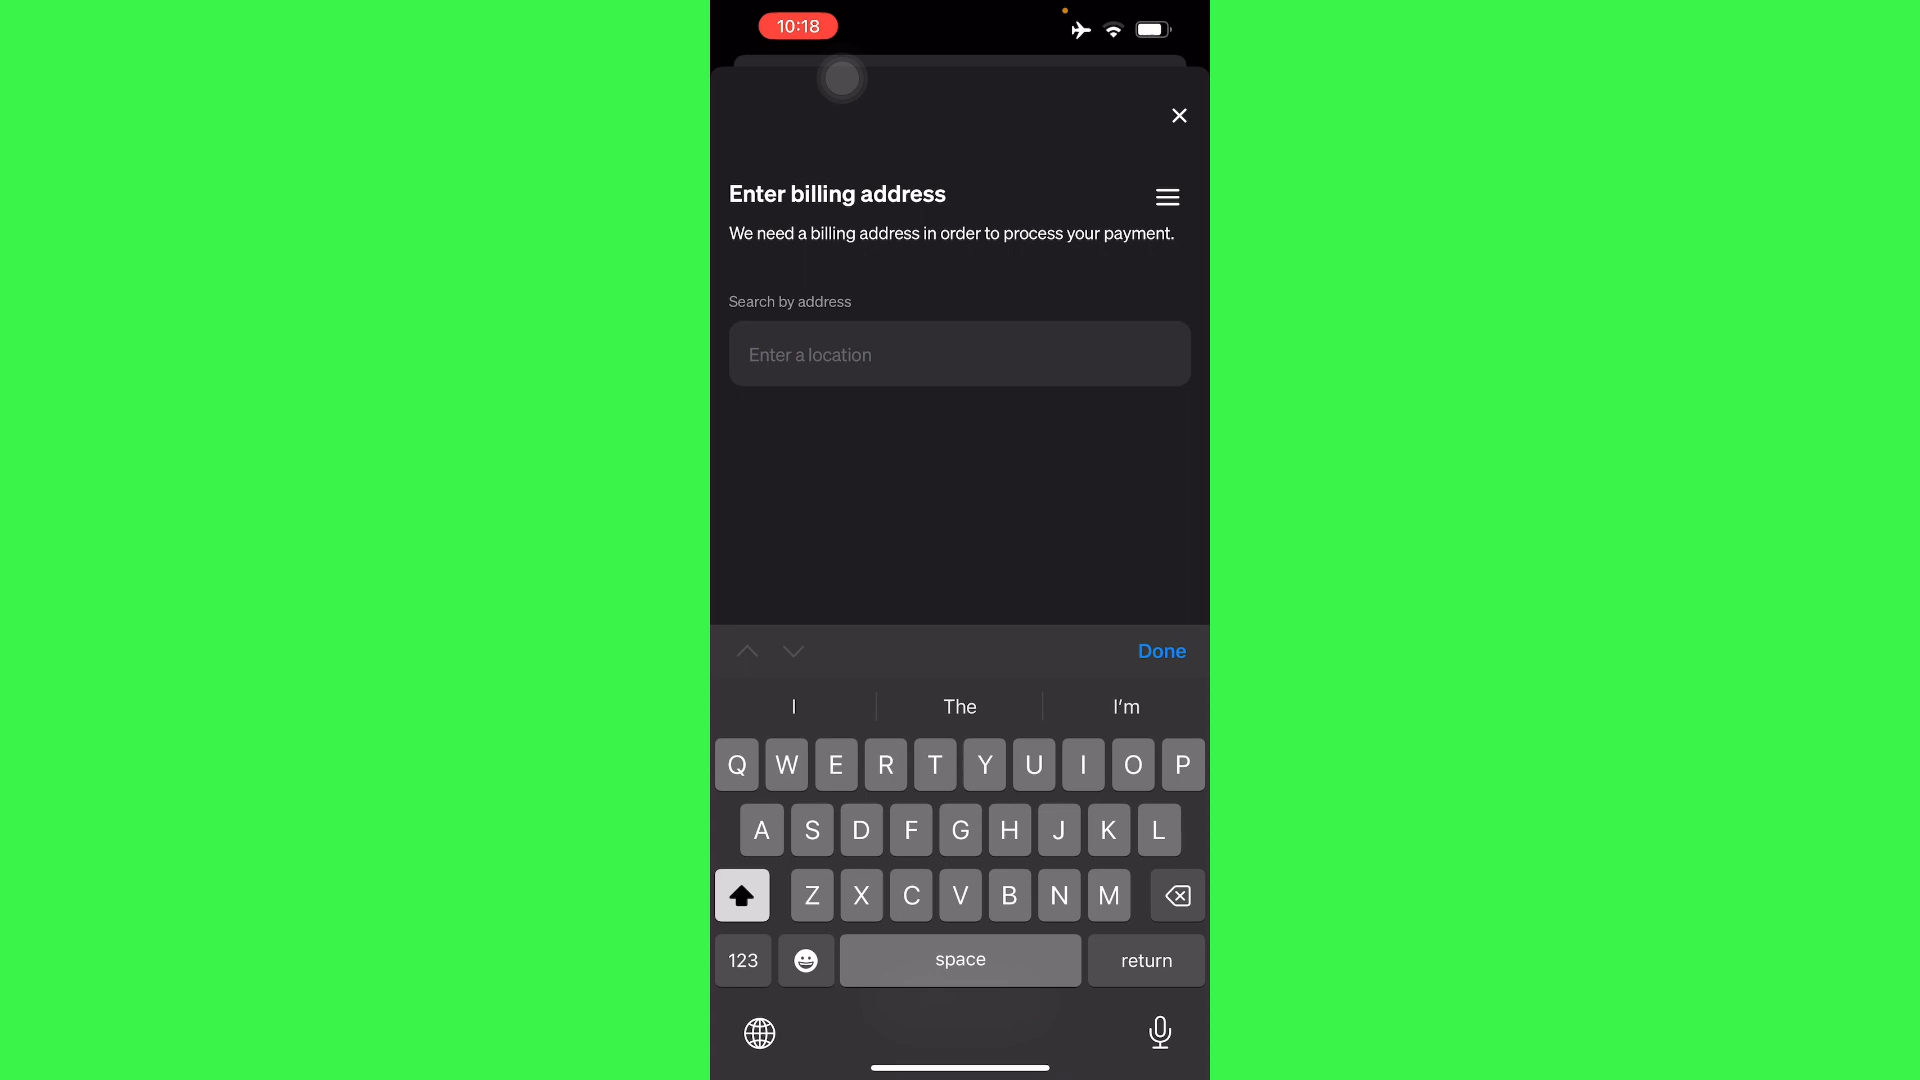 10:18
Enter billing address
We need a billing address in order to process your payment.
Search by address
Enter a location
Done
I The I'm
Q W E R T Y U I O P
A S D F G H J K L
Z X C V B N M
123 space return